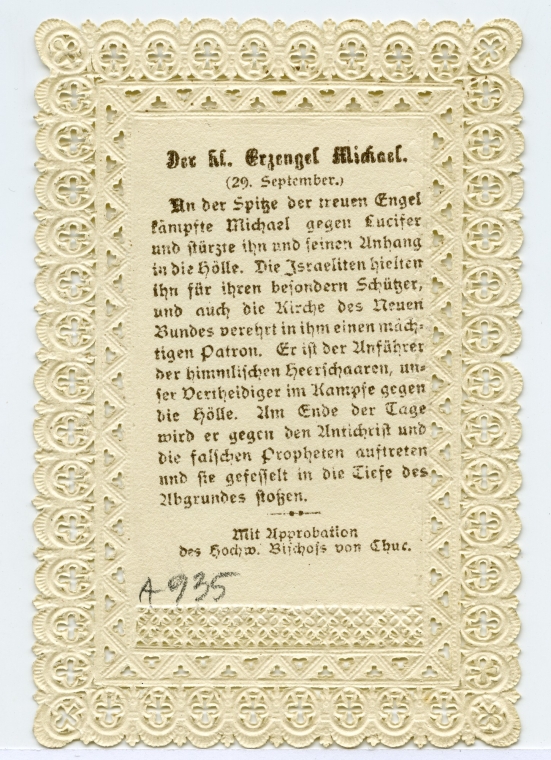 Der hl. Erzengel Michael.
(29. September.)
An der Spitze der treuen Engel
kämpfte Michael gegen Lucifer
und stürzte ihn und seinen Anhang
in die Hölle. Die Israeliten hielten
ihn für ihren besondern Schützer,
und auch die Kirche des Neuen
Bundes verehrt in ihm einen mäch-
tigen Patron. Er ist der Anführer
der himmlischen Heerschaaren, un-
ser Vertheidiger im Kampfe gegen
die Hölle. Am Ende der Tage
wird er gegen den Antichrist und
die falschen Propheten auftreten
und sie gefesselt in die Tiefe des
Abgrundes stoßen.
Mit Approbation
des Hochw. Bischofs von Chur.
A 935